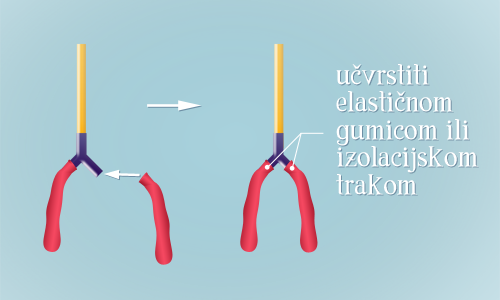 učvrstiti
elastičnom
gumicom ili
izolacijskom
trakom